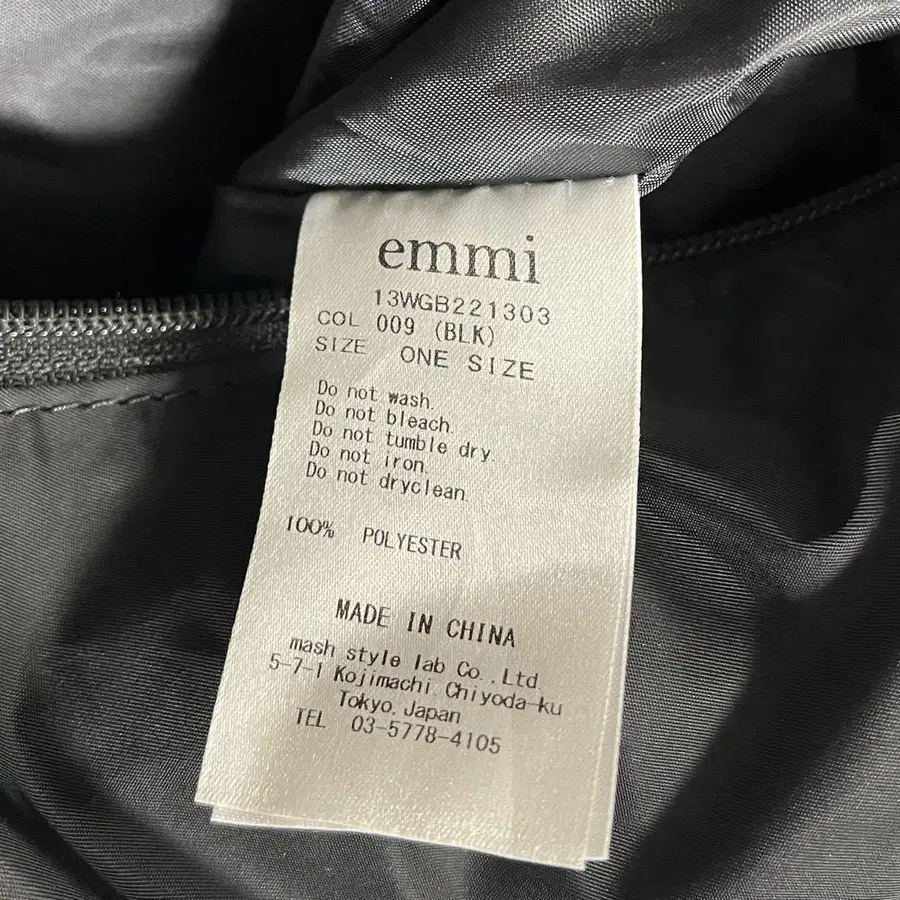 emmi
13WGB221303
COL 009 (BLK)
SIZE ONE SIZE
Do not wash.
Do not bleach.
Do not tumble dry.
Do not iron.
Do not dryclean.
100% POLYESTER
MADE IN CHINA
mash style lab Co.,Ltd
5-7-1 Kojimachi,Chiyoda-ku
Tokyo,Japan
TEL 03-5778-4105